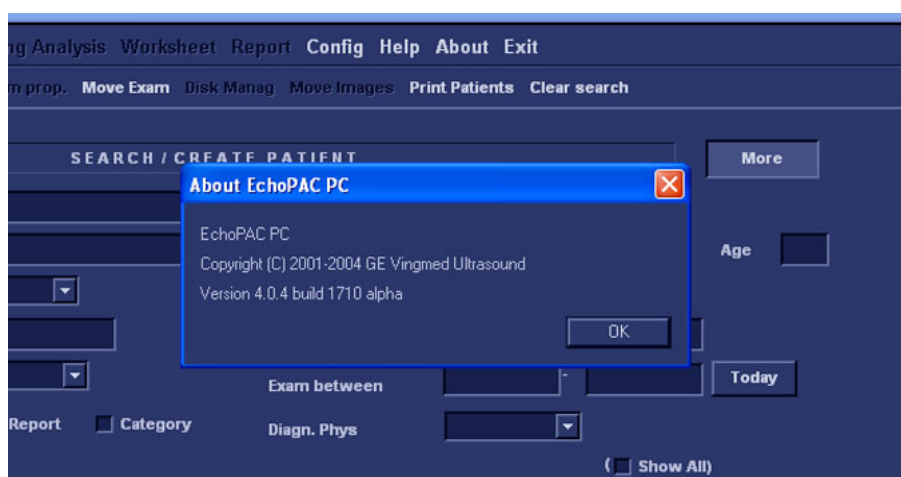 ng Analysis Worksheet Report Config Help About Exit
m prop. Move Exam Disk Manag Move Images Print Patients Clear search
SEARCH / CREATE PATIENT
More
About EchoPAC PC
EchoPAC PC
Copyright (C) 2001-2004 GE Vingmed Ultrasound
Version 4.0.4 build 1710 alpha
OK
Age
Exam between
-
Today
Report Category
Diagn. Phys
( Show All)